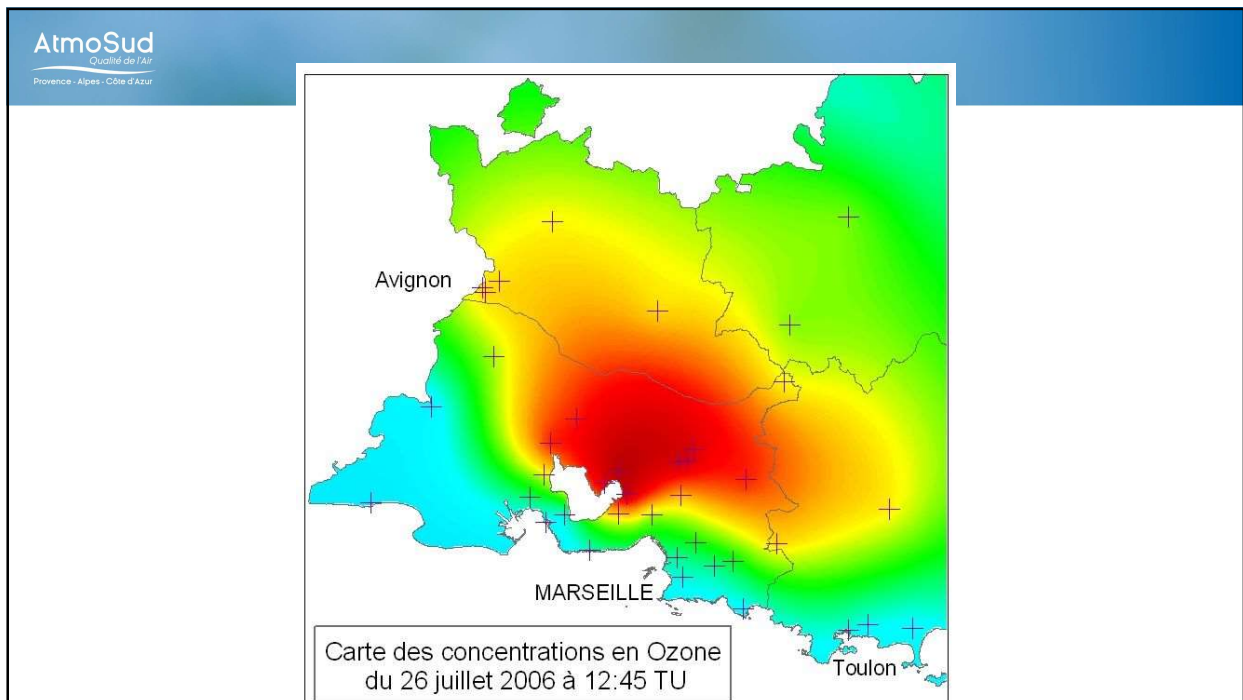 AtmoSud
Qualité de l'Air
Provence - Alpes - Côte d'Azur
Avignon
MARSEILLE
Toulon
Carte des concentrations en Ozone
du 26 juillet 2006 à 12:45 TU